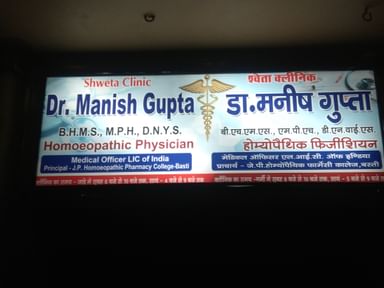 Shweta Clinic
श्वेता क्लीनिक
Dr. Manish Gupta
डा.मनीष गुप्ता
B.H.M.S., M.P.H., D.N.Y.S.
बी.एच.एम.एस., एम.पी.एच., डी.एन.वाई.एस.
Homoeopathic Physician
होम्योपैथिक फिजीशियन
Medical Officer LIC of India
मेडिकल ऑफिसर एल.आई.सी. ऑफ इण्डिया
Principal - J.P. Homoeopathic Pharmacy College-Basti
प्राचार्य - जे.पी.होम्योपैथिक फार्मेसी कालेज,बस्ती